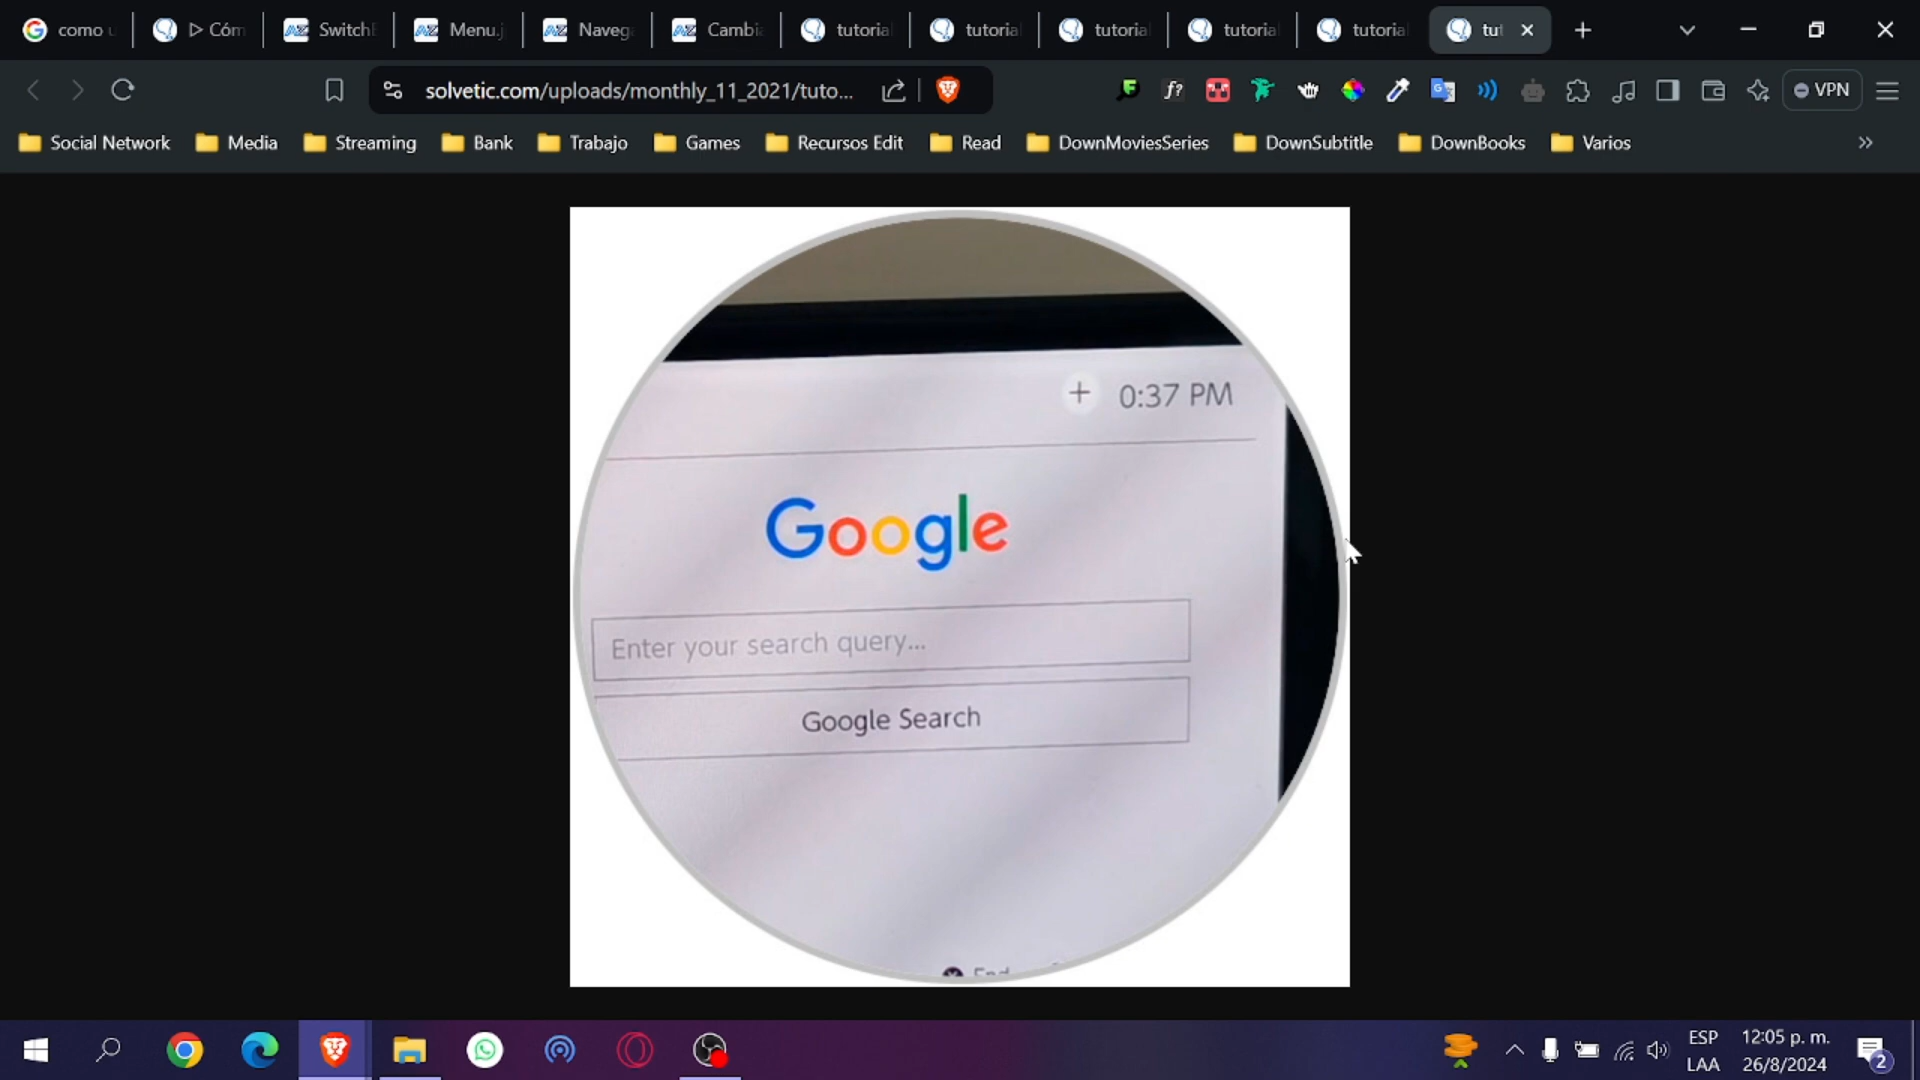 como u
▷ Cóm
Switch
Menu.j
Naveg
Cambi
tutoria
tutoria
tutoria
tutoria
tutoria
tut
solvetic.com/uploads/monthly_11_2021/tuto...
VPN
Social Network
Media
Streaming
Bank
Trabajo
Games
Recursos Edit
Read
DownMoviesSeries
DownSubtitle
DownBooks
Varios
+ 0:37 PM
Google
Enter your search query...
Google Search
ESP
LAA
12:05 p. m.
26/8/2024
2